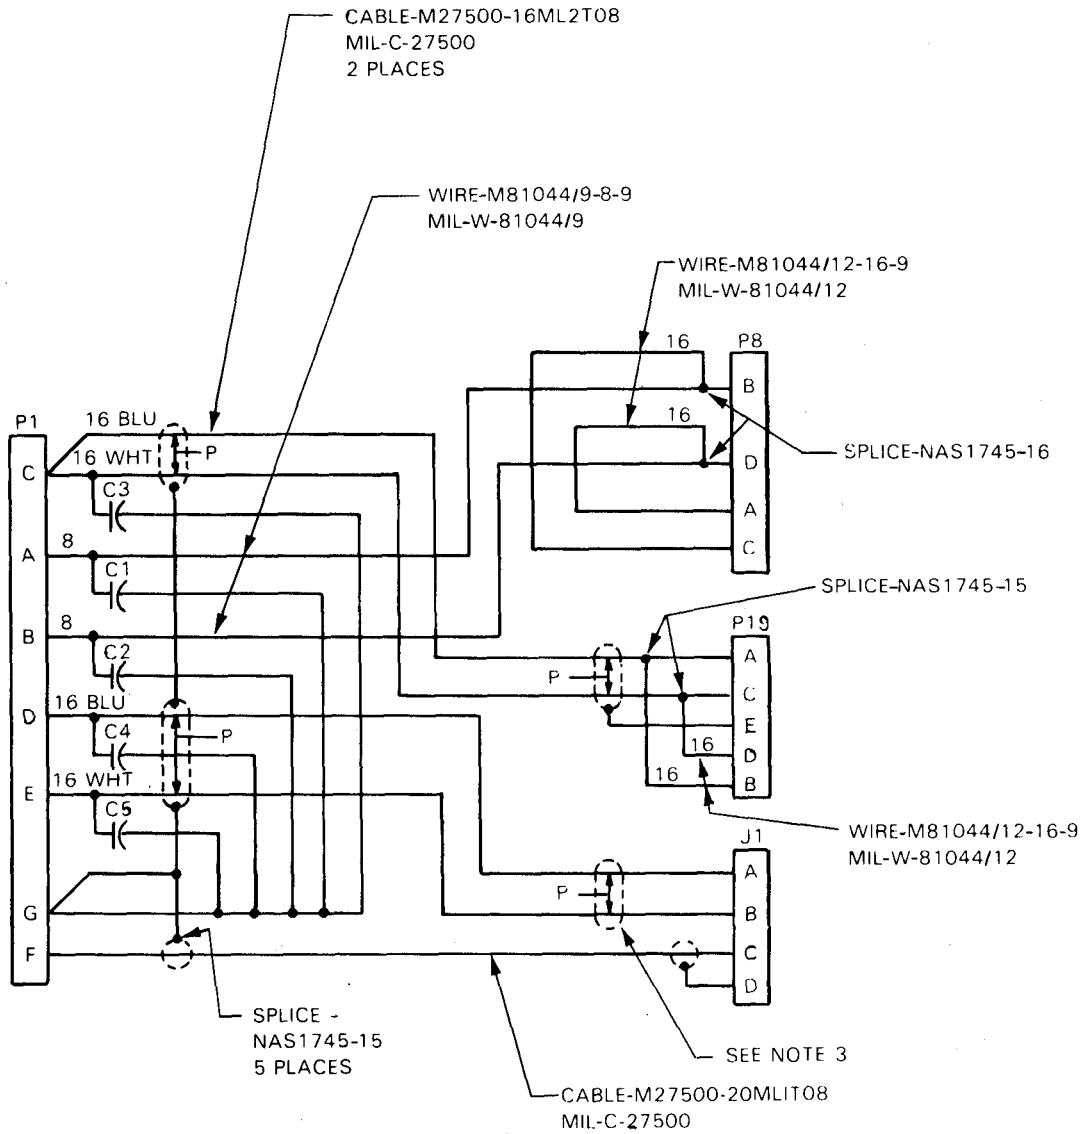 CABLE-M27500-16ML2T08
MIL-C-27500
2 PLACES
WIRE-M81044/9-8-9
MIL-W-81044/9
WIRE-M81044/12-16-9
MIL-W-81044/12
16
P8
B
16
D
A
C
SPLICE-NAS1745-16
P1
16 BLU
P
C
16 WHT
C3
A
8
C1
B
8
C2
D
16 BLU
C4
P
E
16 WHT
C5
G
F
SPLICE-NAS1745-15
P19
A
P
C
E
16
D
16
B
WIRE-M81044/12-16-9
MIL-W-81044/12
J1
A
P
B
C
D
SPLICE -
NAS1745-15
5 PLACES
SEE NOTE 3
CABLE-M27500-20MLIT08
MIL-C-27500